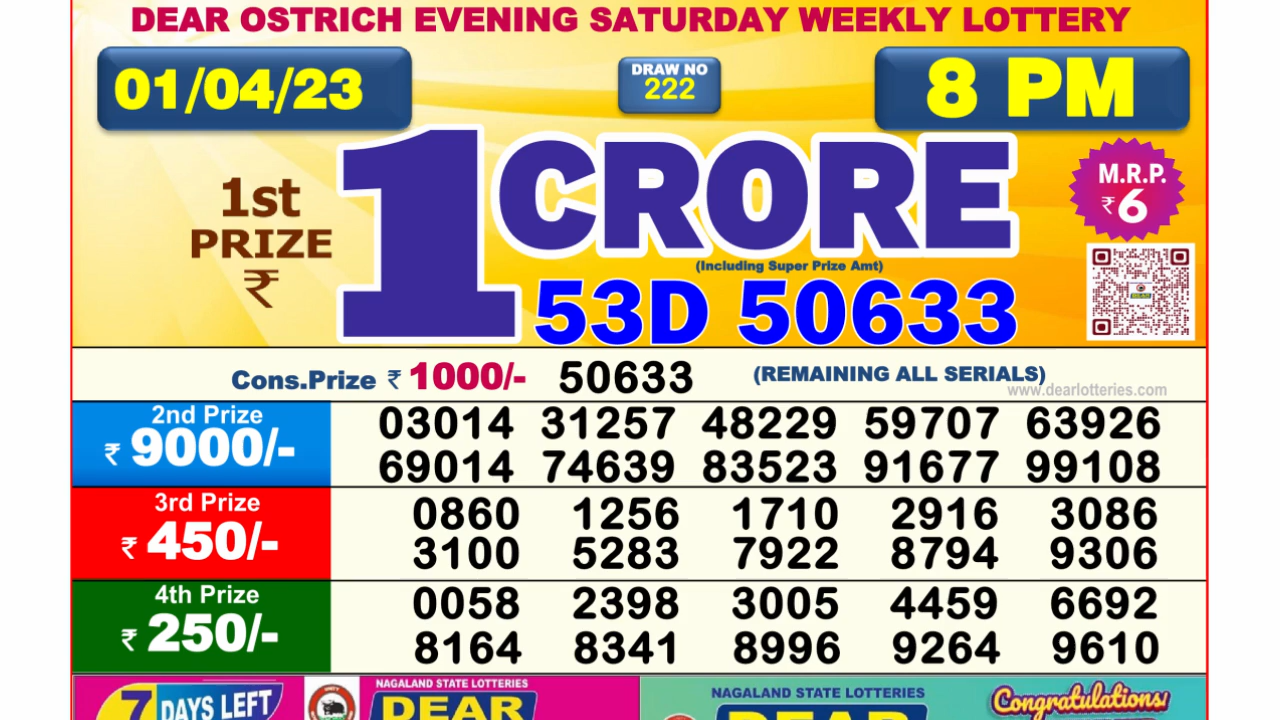 DEAR OSTRICH EVENING SATURDAY WEEKLY LOTTERY
01/04/23
DRAW NO
222
8 PM
1st
PRIZE
₹
1 CRORE
(Including Super Prize Amt)
53D 50633
M.R.P.
₹6
Cons.Prize ₹ 1000/- 50633 (REMAINING ALL SERIALS)
www.dearlotteries.com
2nd Prize
₹ 9000/-
03014 31257 48229 59707 63926
69014 74639 83523 91677 99108
3rd Prize
₹ 450/-
0860 1256 1710 2916 3086
3100 5283 7922 8794 9306
4th Prize
₹ 250/-
0058 2398 3005 4459 6692
8164 8341 8996 9264 9610
7 DAYS LEFT
NAGALAND STATE LOTTERIES
DEAR
NAGALAND STATE LOTTERIES
DEAR
Congratulations!